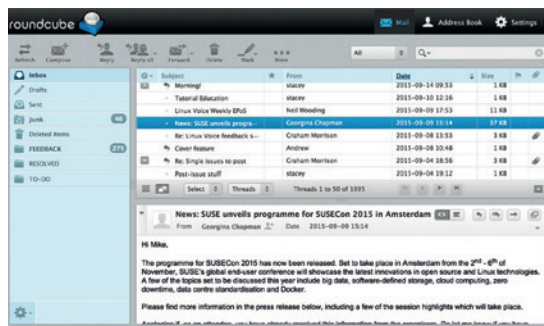 roundcube
Mail Address Book Settings
Refresh Compose Reply Reply all Forward Delete Mark More All
Inbox
Drafts
Sent
Junk
Deleted Items
FEEDBACK 275
RESOLVED
TO-DO
Subject From Date Size
Morning! stacey 2015-09-14 09:53 1 KB
Tutorial Education stacey 2015-09-10 12:16 1 KB
Linux Voice Weekly EPoS Neil Wooding 2015-09-09 17:53 11 KB
News: SUSE unveils progra... Georgina Chapman 2015-09-09 15:14 37 KB
Re: Linux Voice feedback s... Graham Morrison 2015-09-08 13:53 3 KB
Cover feature Andrew 2015-09-08 10:48 1 KB
Re: Single issues to post Graham Morrison 2015-09-04 18:56 3 KB
Post-issue stuff stacey 2015-09-04 19:12 1 KB
Select Threads Threads 1 to 50 of 1995
News: SUSE unveils programme for SUSECon 2015 in Amsterdam
From Georgina Chapman Date 2015-09-09 15:14
Hi Mike,
The programme for SUSECon 2015 has now been released. Set to take place in Amsterdam from the 2nd - 6th of
November, SUSE's global end-user conference will showcase the latest innovations in open source and Linux technologies.
A few of the topics set to be discussed this year include big data, software-defined storage, cloud computing, zero
downtime, data centre standardisation and Docker.
Please find more information in the press release below, including a few of the session highlights which will take place.